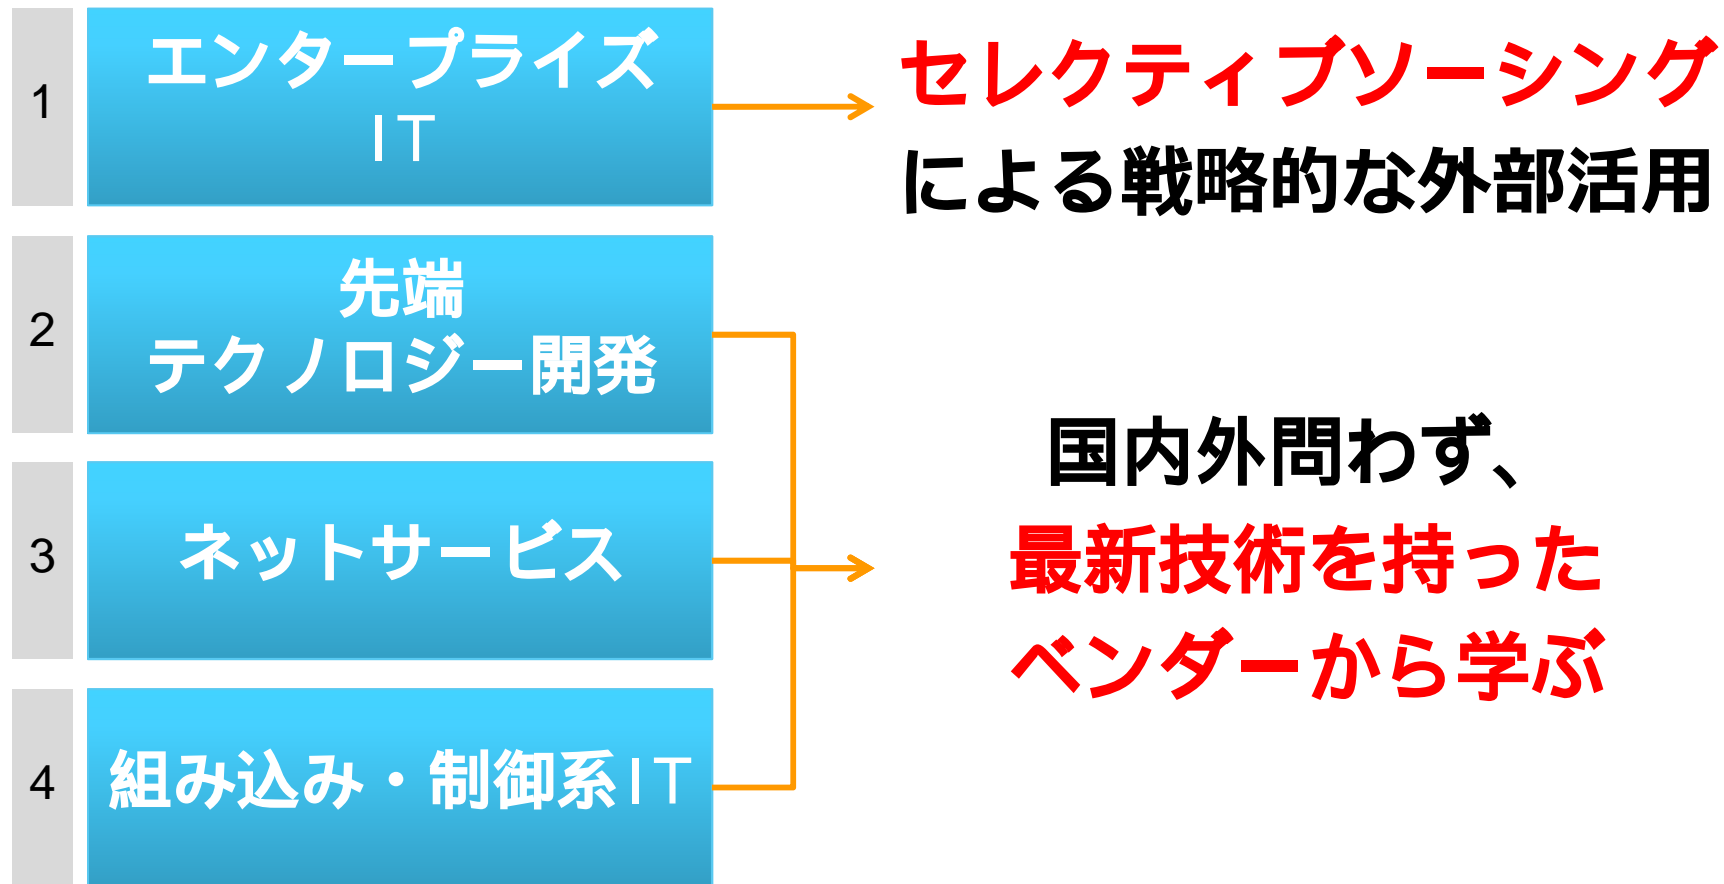 1
エンタープライズ
IT
セレクティブソーシング
による戦略的な外部活用
2
先端
テクノロジー開発
3
ネットサービス
4
組み込み・制御系IT
国内外問わず、
最新技術を持った
ベンダーから学ぶ